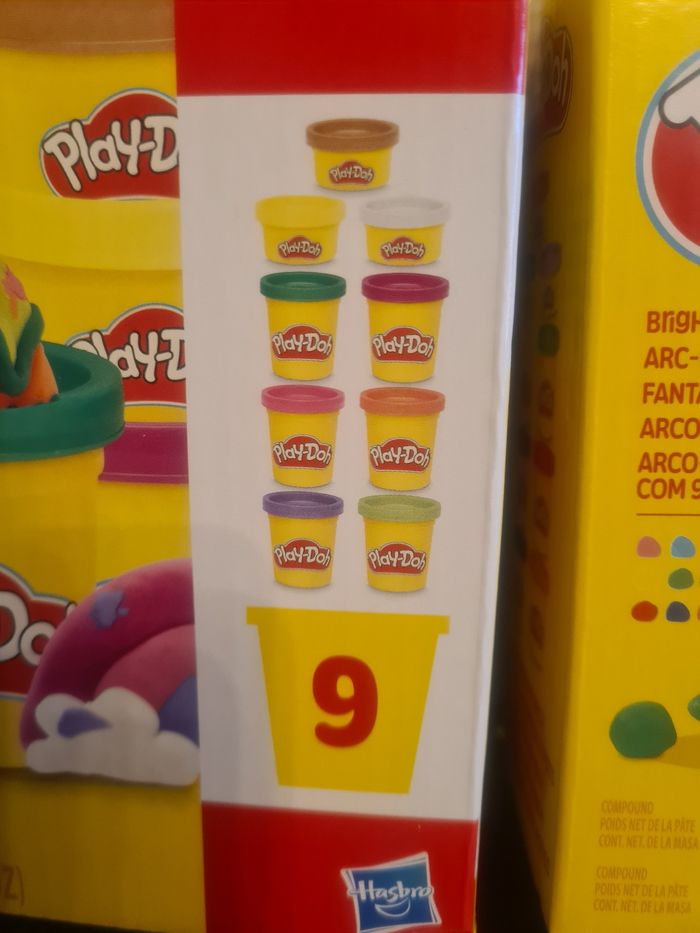 Play-D
Play-Doh
Play-Doh
Play-Doh
Play-Doh
Play-Doh
Play-Doh
Play-Doh
Play-Doh
Play-Doh
9
Hasbro
BrigH
ARC-
FANTA
ARCO
ARCO
COM 9
COMPOUND
POIDS NET DE LA PÂTE
CONT. NET. DE LA MASA
COMPOUND
POIDS NET DE LA PÂTE
CONT. NET. DE LA MASA